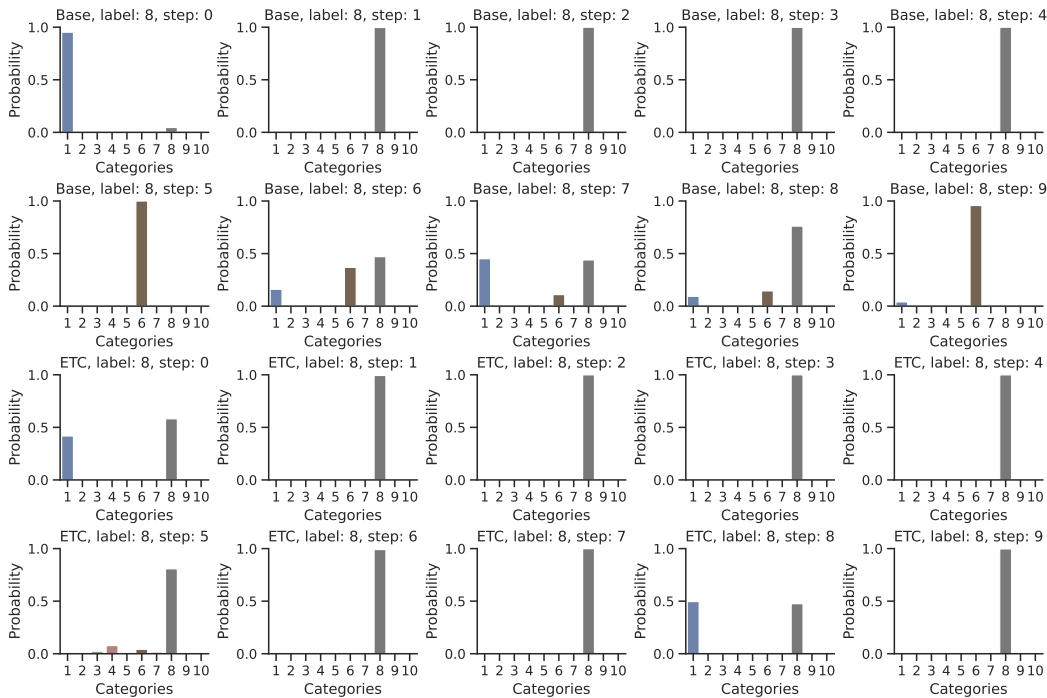 Base, label: 8, step: 0
Base, label: 8, step: 1
Base, label: 8, step: 2
Base, label: 8, step: 3
Base, label: 8, step: 4
1.0 1.0 1.0 1.0 1.0
Probability Probability Probability Probability Probability
0.5 0.5 0.5 0.5 0.5
0.0 0.0 0.0 0.0 0.0
1 2 3 4 5 6 7 8 9 10 1 2 3 4 5 6 7 8 9 10 1 2 3 4 5 6 7 8 9 10 1 2 3 4 5 6 7 8 9 10 1 2 3 4 5 6 7 8 9 10
Categories Categories Categories Categories Categories
Base, label: 8, step: 5
Base, label: 8, step: 6
Base, label: 8, step: 7
Base, label: 8, step: 8
Base, label: 8, step: 9
1.0 1.0 1.0 1.0 1.0
Probability Probability Probability Probability Probability
0.5 0.5 0.5 0.5 0.5
0.0 0.0 0.0 0.0 0.0
1 2 3 4 5 6 7 8 9 10 1 2 3 4 5 6 7 8 9 10 1 2 3 4 5 6 7 8 9 10 1 2 3 4 5 6 7 8 9 10 1 2 3 4 5 6 7 8 9 10
Categories Categories Categories Categories Categories
ETC, label: 8, step: 0
ETC, label: 8, step: 1
ETC, label: 8, step: 2
ETC, label: 8, step: 3
ETC, label: 8, step: 4
1.0 1.0 1.0 1.0 1.0
Probability Probability Probability Probability Probability
0.5 0.5 0.5 0.5 0.5
0.0 0.0 0.0 0.0 0.0
1 2 3 4 5 6 7 8 9 10 1 2 3 4 5 6 7 8 9 10 1 2 3 4 5 6 7 8 9 10 1 2 3 4 5 6 7 8 9 10 1 2 3 4 5 6 7 8 9 10
Categories Categories Categories Categories Categories
ETC, label: 8, step: 5
ETC, label: 8, step: 6
ETC, label: 8, step: 7
ETC, label: 8, step: 8
ETC, label: 8, step: 9
1.0 1.0 1.0 1.0 1.0
Probability Probability Probability Probability Probability
0.5 0.5 0.5 0.5 0.5
0.0 0.0 0.0 0.0 0.0
1 2 3 4 5 6 7 8 9 10 1 2 3 4 5 6 7 8 9 10 1 2 3 4 5 6 7 8 9 10 1 2 3 4 5 6 7 8 9 10 1 2 3 4 5 6 7 8 9 10
Categories Categories Categories Categories Categories